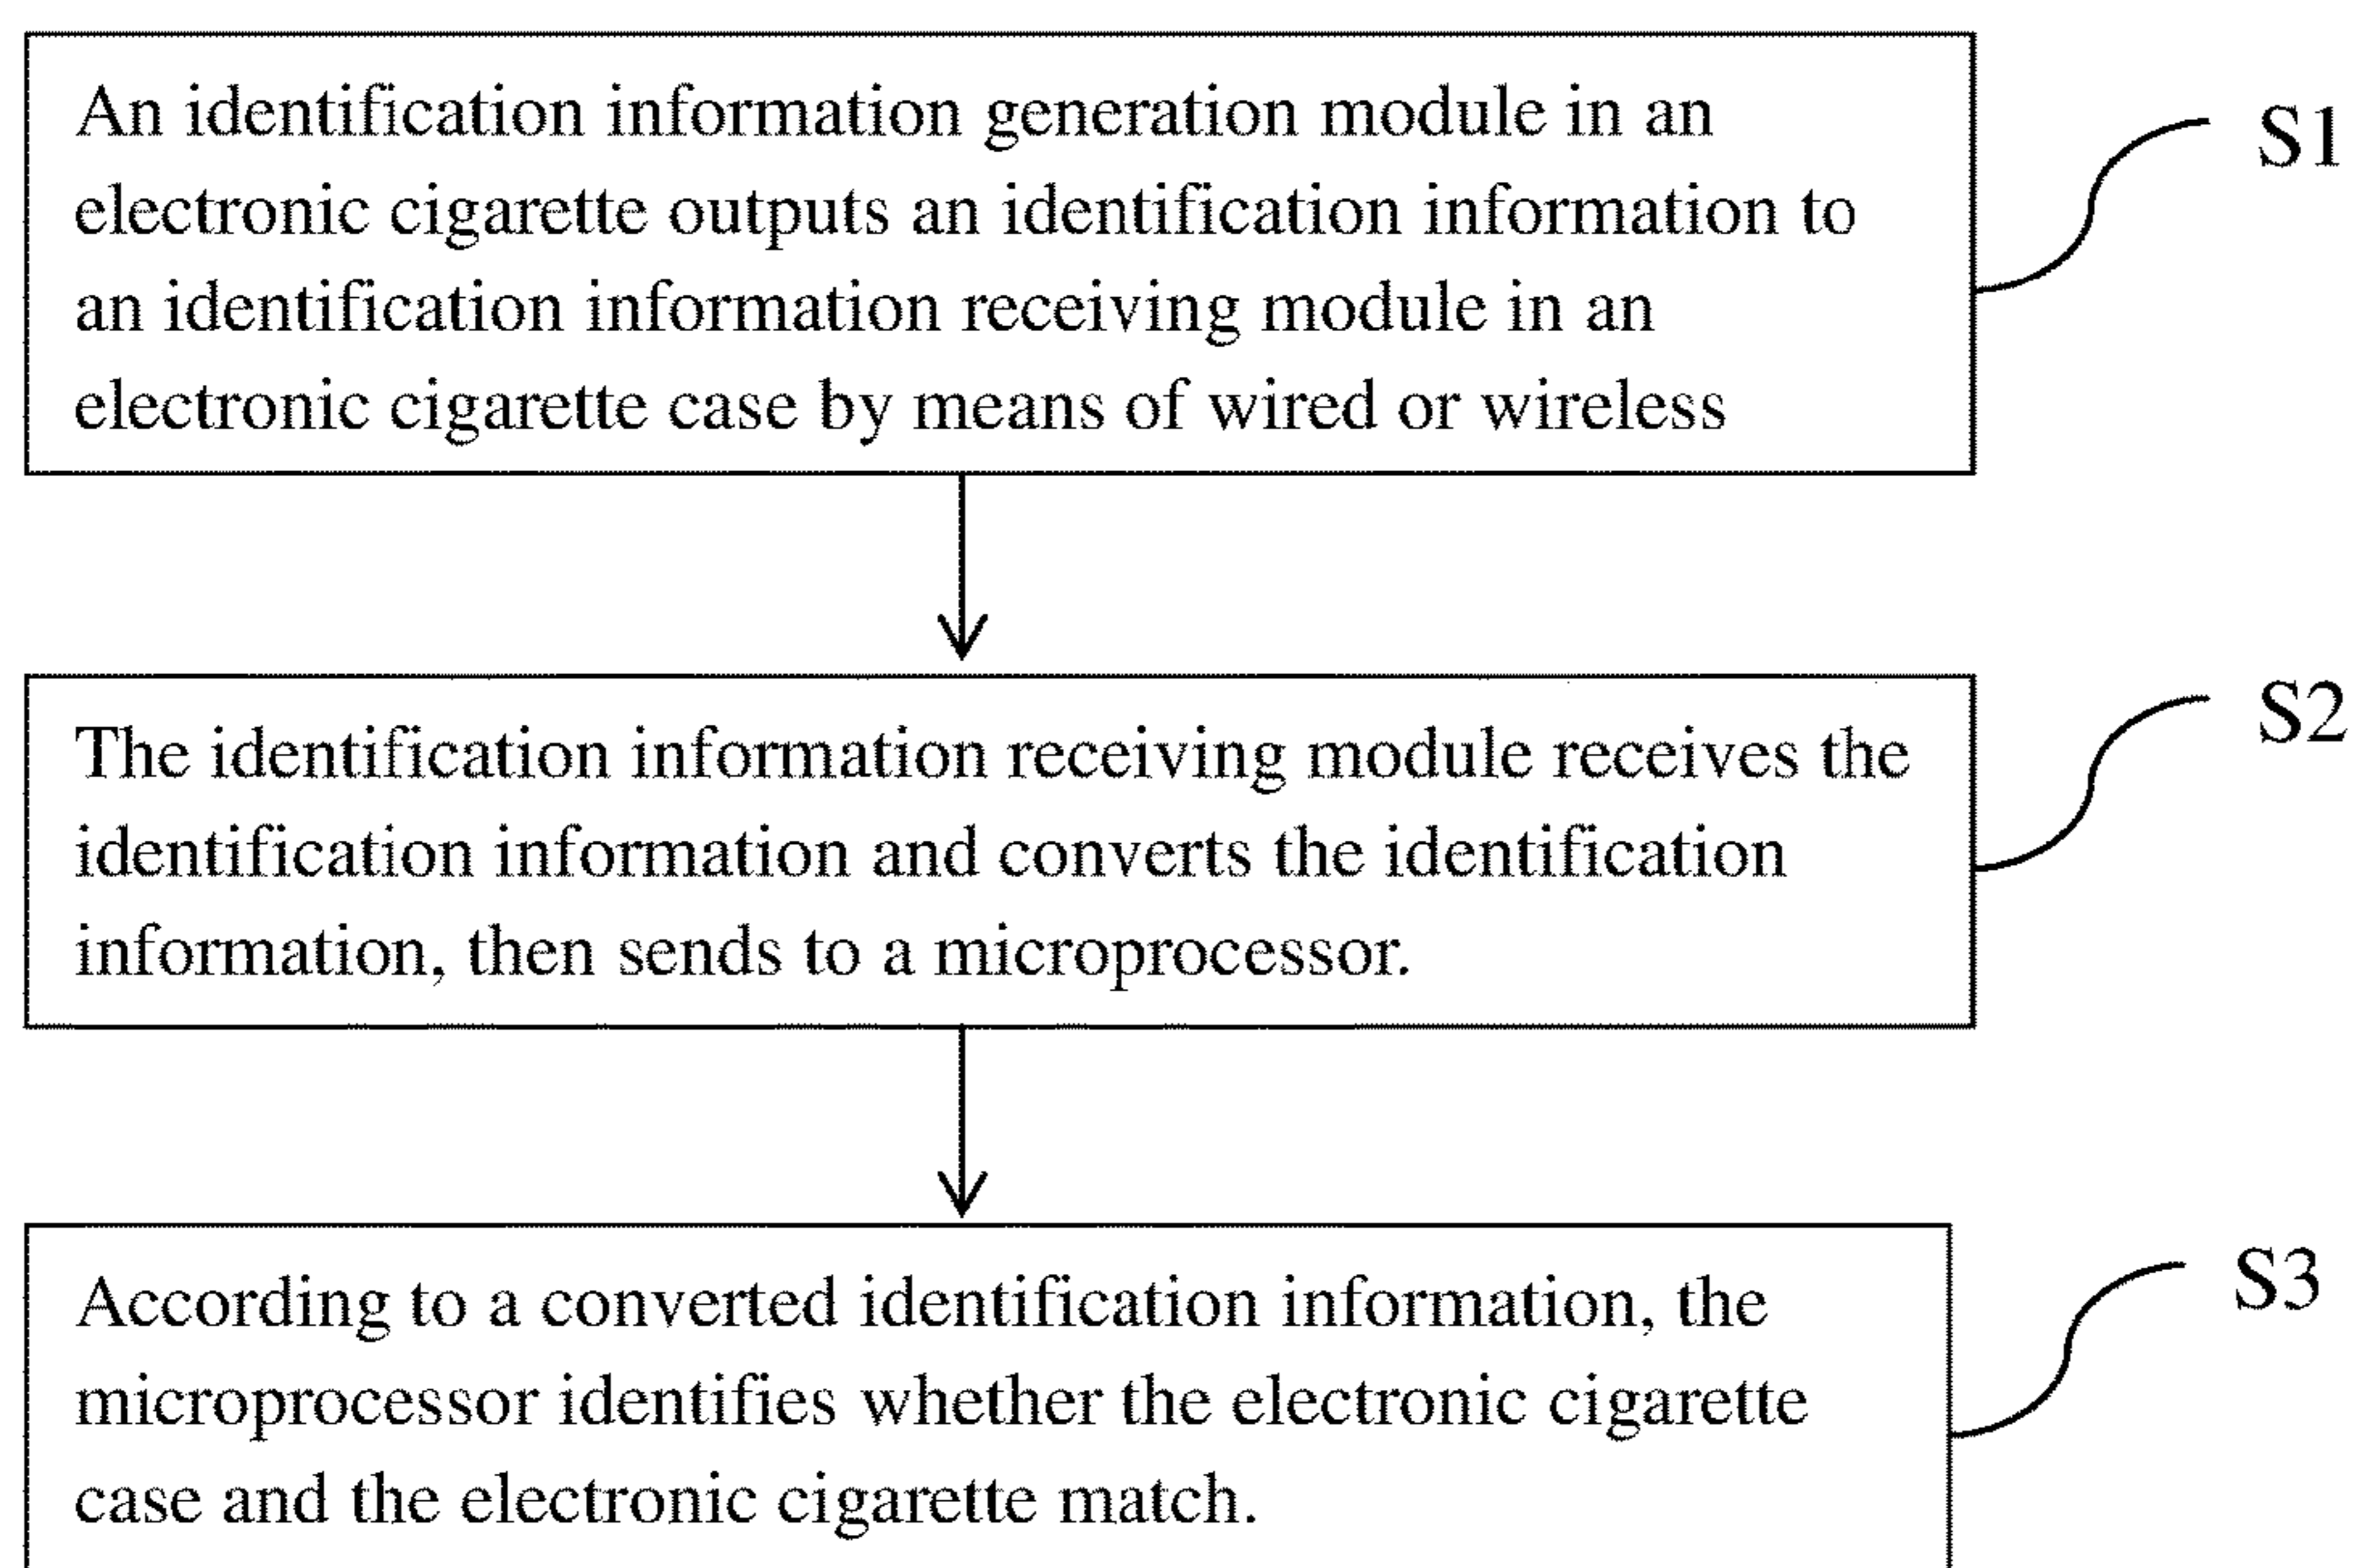 An identification information generation module in an
electronic cigarette outputs an identification information to
an identification information receiving module in an
electronic cigarette case by means of wired or wireless
S1
The identification information receiving module receives the
identification information and converts the identification
information, then sends to a microprocessor.
S2
According to a converted identification information, the
microprocessor identifies whether the electronic cigarette
case and the electronic cigarette match.
S3